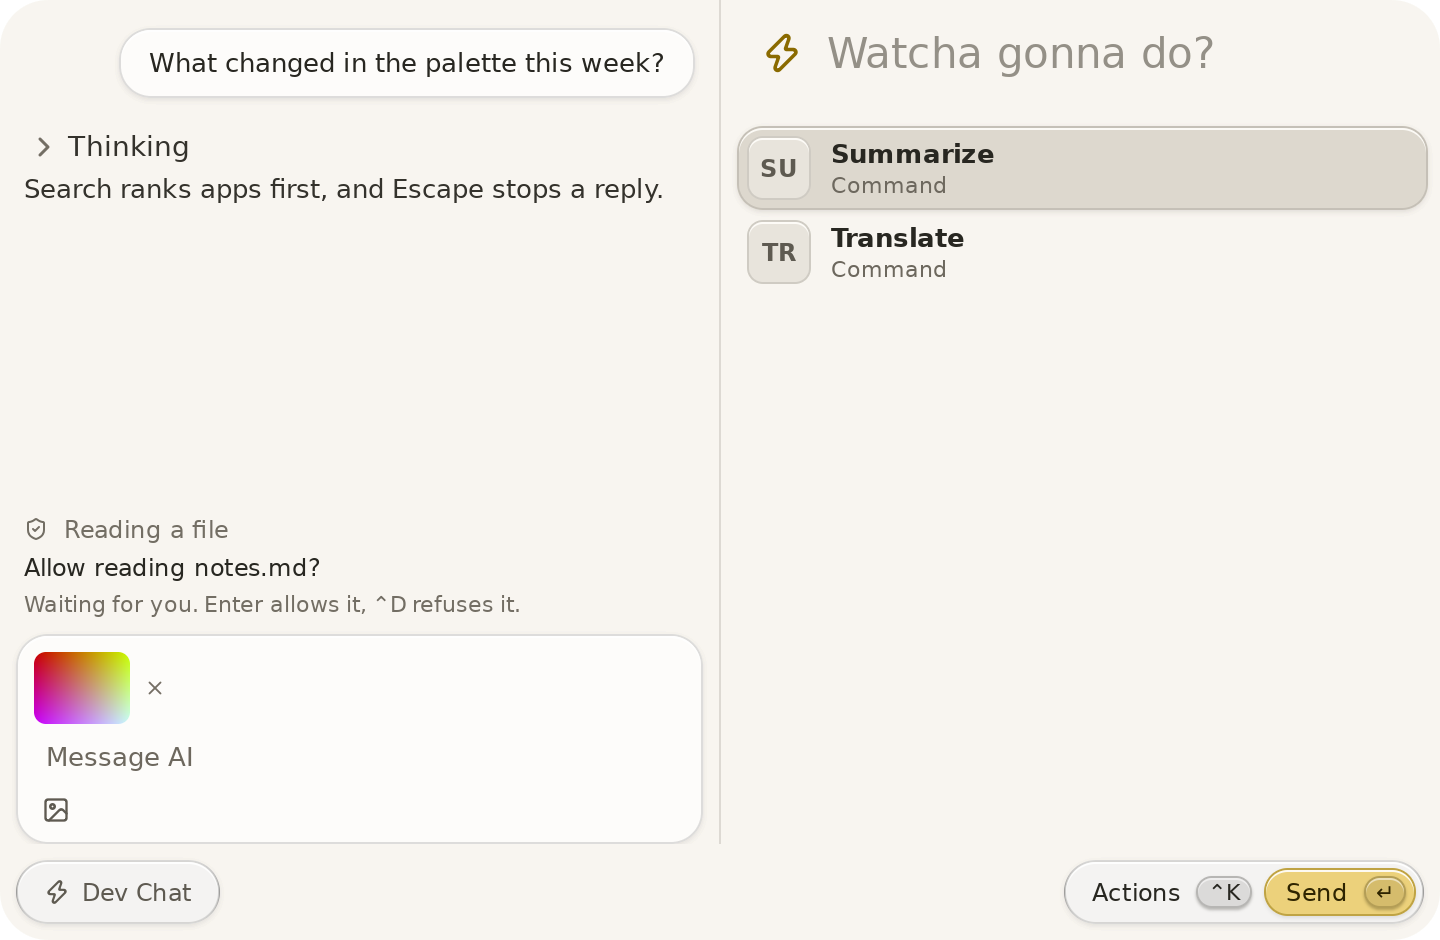 What changed in the palette this week?
Thinking
Search ranks apps first, and Escape stops a reply.
Reading a file
Allow reading notes.md?
Waiting for you. Enter allows it, ^D refuses it.
Message AI
Dev Chat
Watcha gonna do?
SU
Summarize
Command
TR
Translate
Command
Actions ^K Send ↵